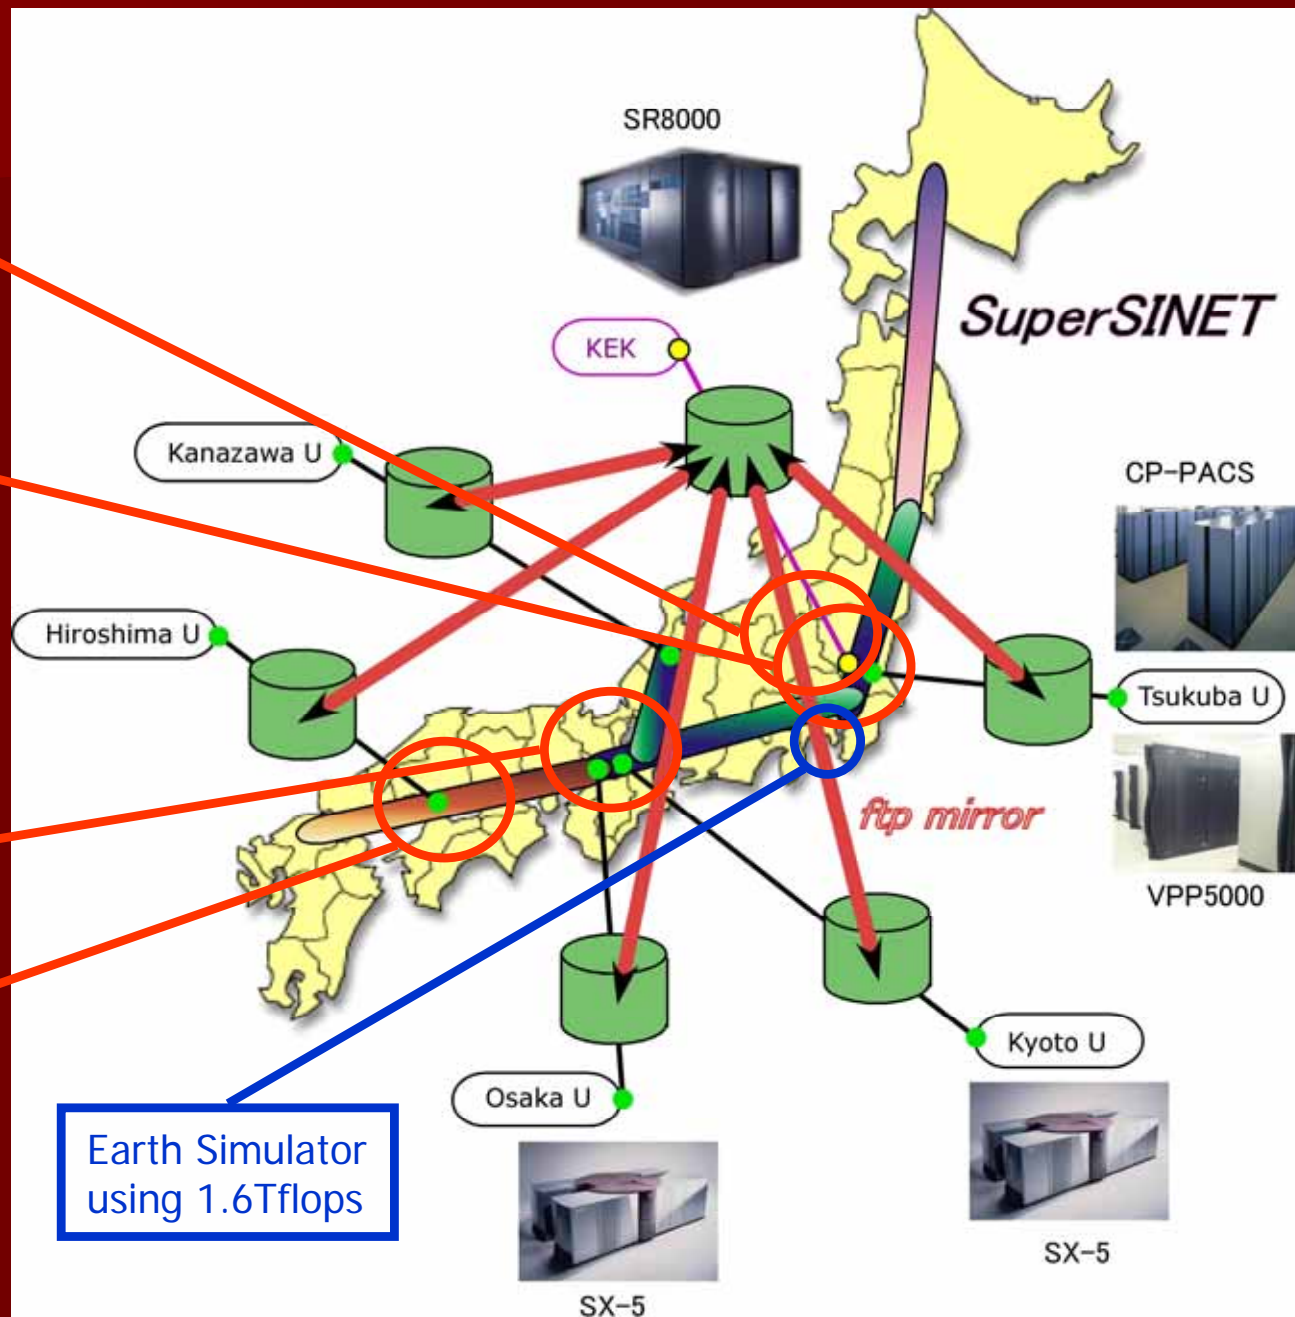 SR8000
SuperSINET
KEK
Kanazawa U
CP-PACS
Hiroshima U
Tsukuba U
ftp mirror
VPP5000
Kyoto U
Osaka U
Earth Simulator
using 1.6Tflops
SX-5
SX-5